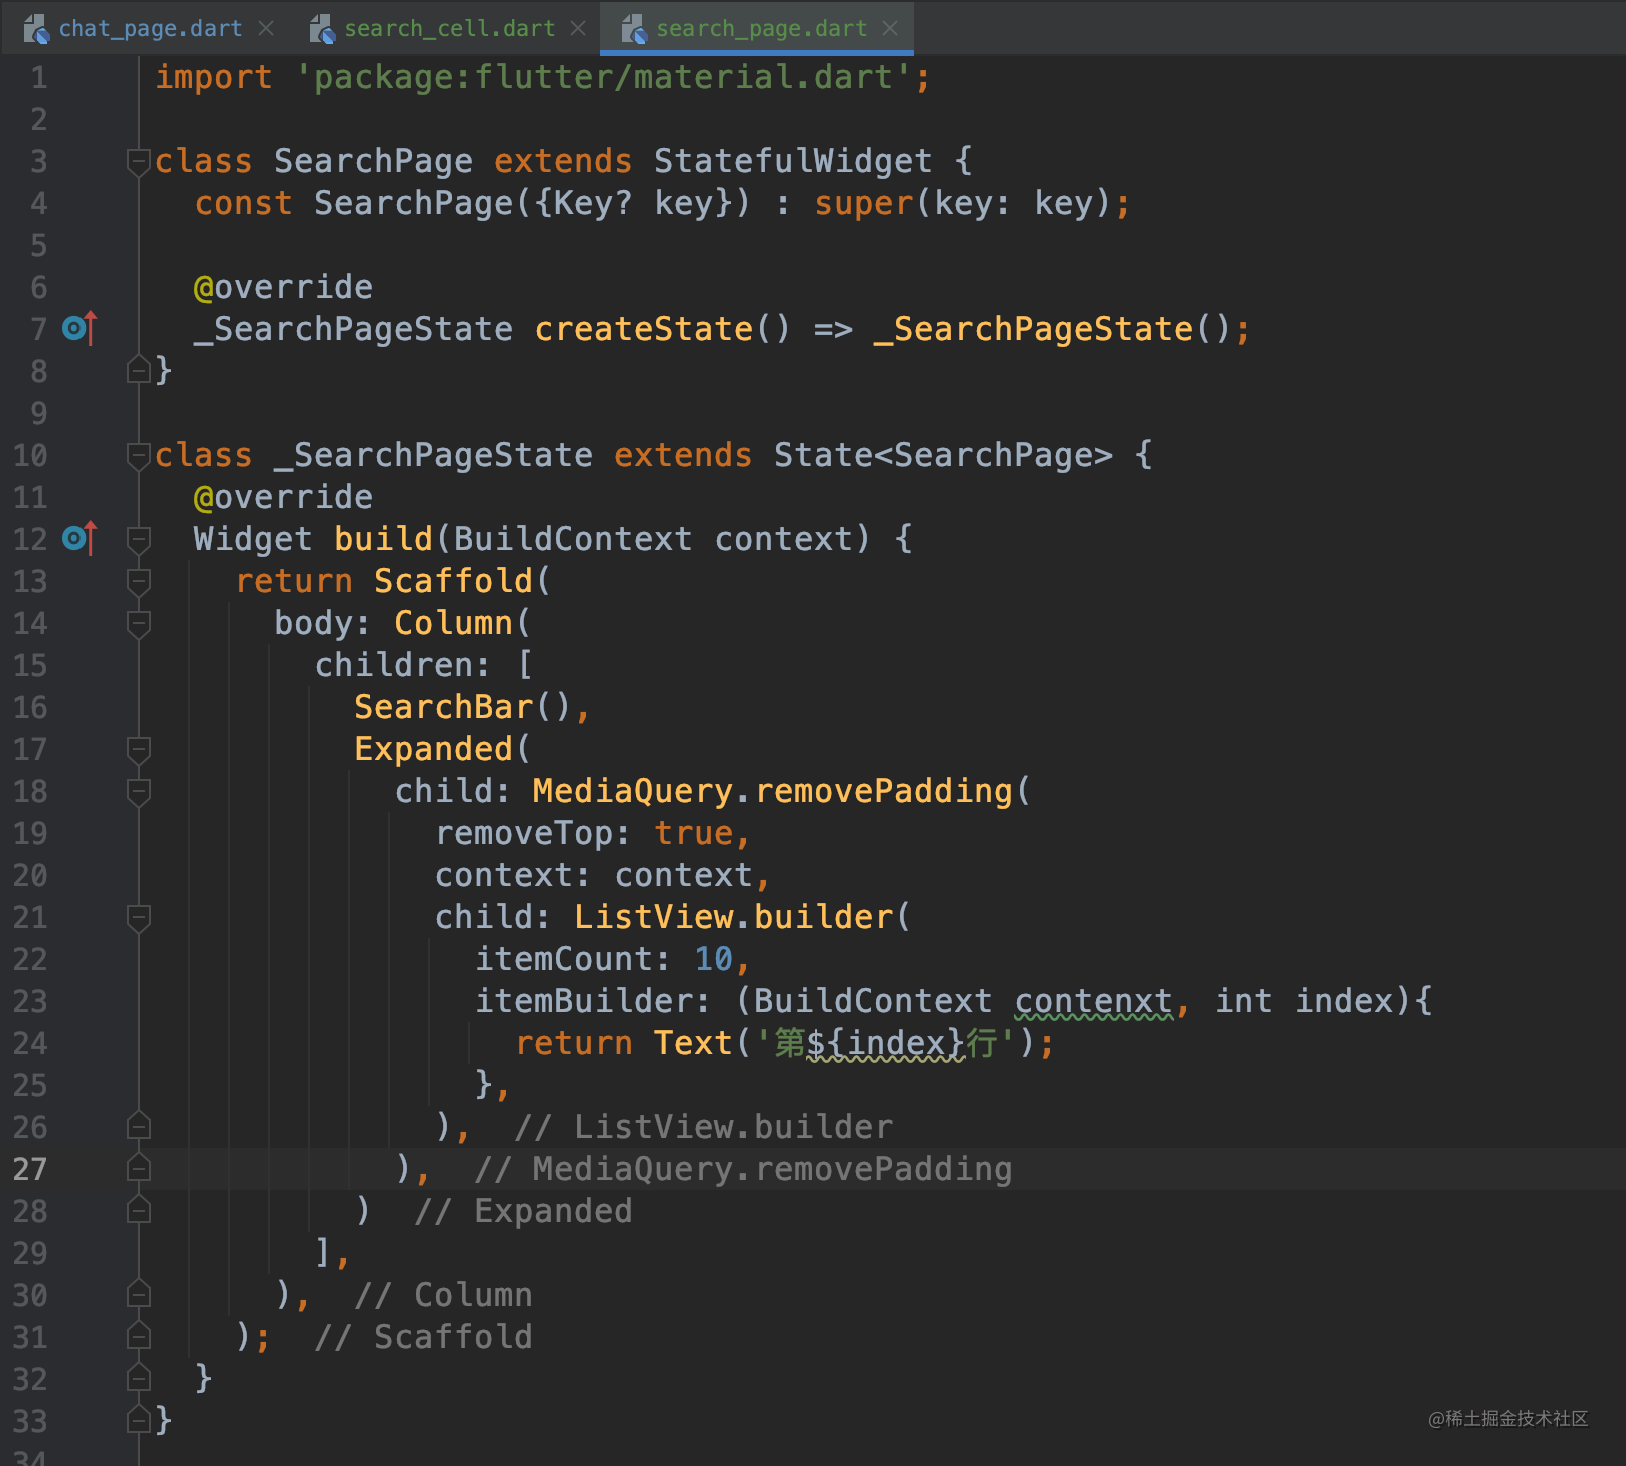 chat_page.dart search_cell.dart search_page.dart
1 import 'package:flutter/material.dart';
2
3 class SearchPage extends StatefulWidget {
4 const SearchPage({Key? key}) : super(key: key);
5
6 @override
7 _SearchPageState createState() => _SearchPageState();
8 }
9
10 class _SearchPageState extends State<SearchPage> {
11 @override
12 Widget build(BuildContext context) {
13 return Scaffold(
14 body: Column(
15 children: [
16 SearchBar(),
17 Expanded(
18 child: MediaQuery.removePadding(
19 removeTop: true,
20 context: context,
21 child: ListView.builder(
22 itemCount: 10,
23 itemBuilder: (BuildContext contenxt, int index){
24 return Text('第${index}行');
25 },
26 ), // ListView.builder
27 ), // MediaQuery.removePadding
28 ) // Expanded
29 ],
30 ), // Column
31 ); // Scaffold
32 }
33 }
34
@稀土掘金技术社区